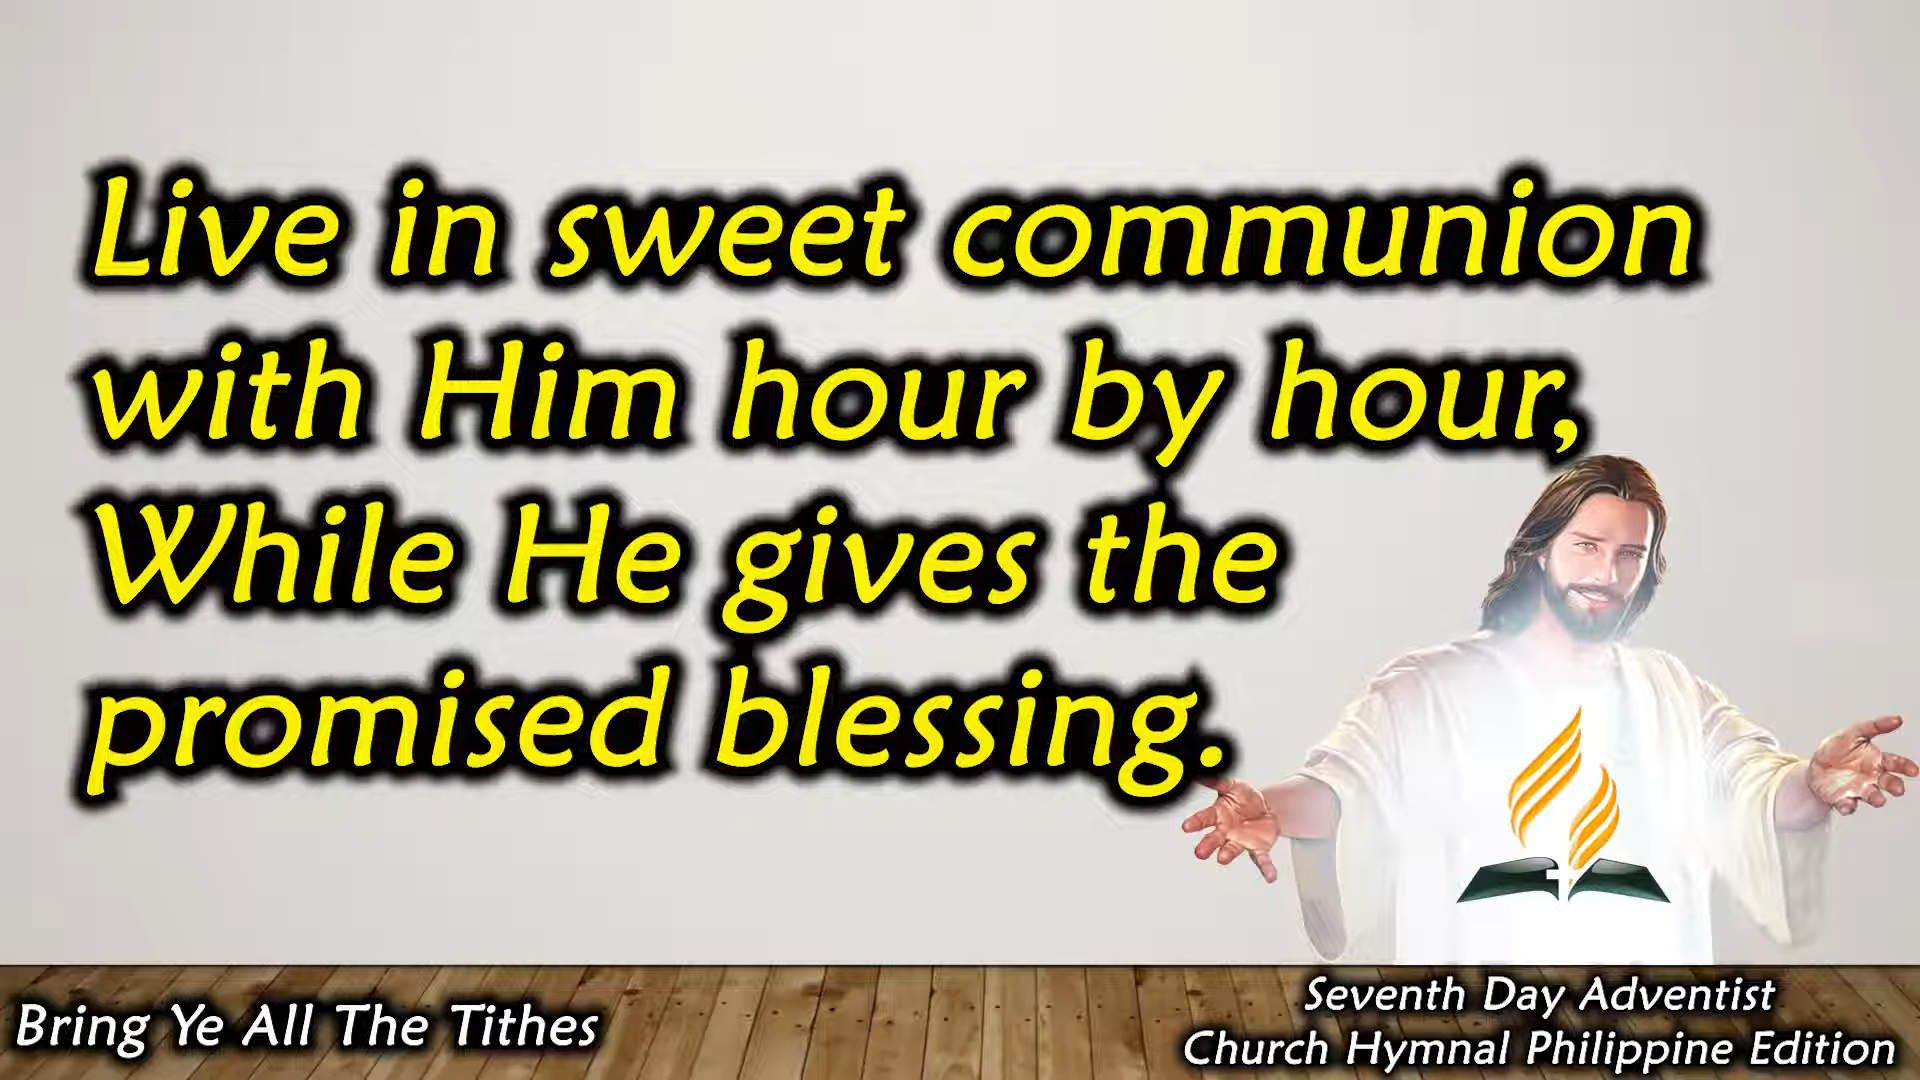 Live in sweet communion
with Him hour by hour,
While He gives the
promised blessing.
Bring Ye All The Tithes
Seventh Day Adventist
Church Hymnal Philippine Edition